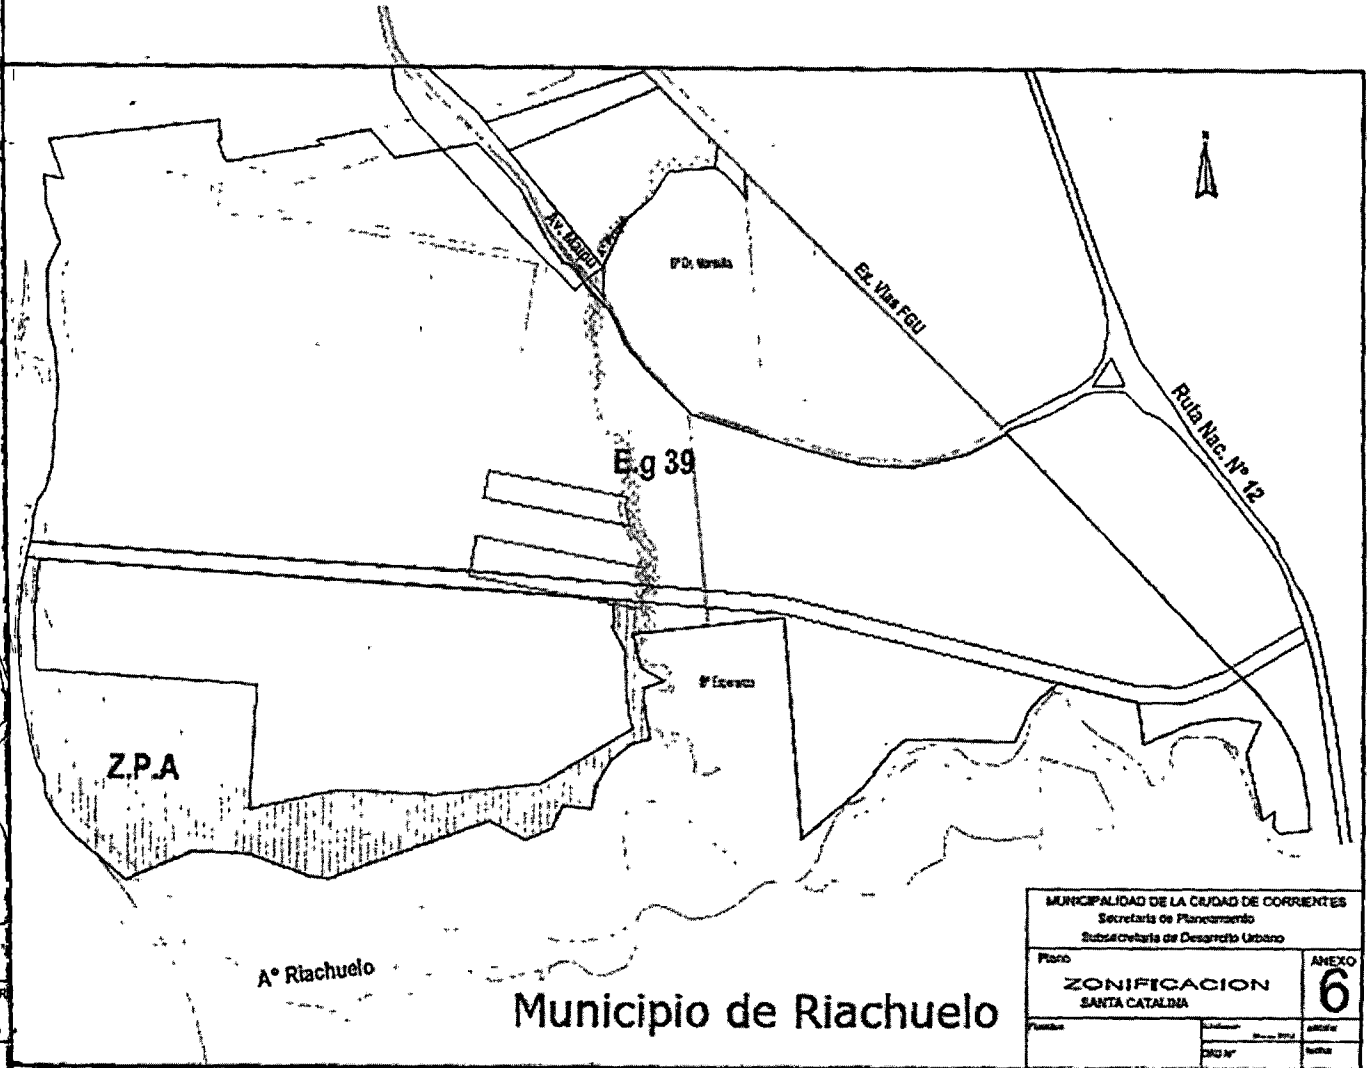 N
Av. Maipu
Bº Dr. Montaña
Ex. Vias FGU
Ruta Nac. Nº 12
E.g 39
Bº Esperanza
Z.P.A
Aº Riachuelo
Municipio de Riachuelo
MUNICIPALIDAD DE LA CIUDAD DE CORRIENTES
Secretaria de Planeamiento
Subsecretaria de Desarrollo Urbano
Plano
ZONIFICACION
SANTA CATALINA
ANEXO
6
ORD Nº